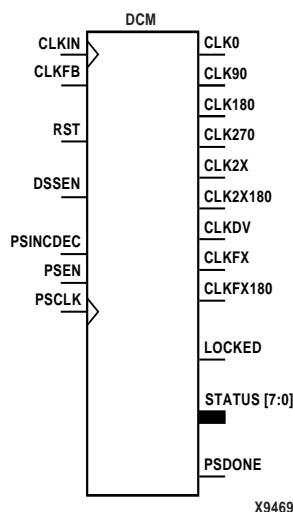 DCM
CLKIN
CLKFB
RST
DSSEN
PSINCDEC
PSEN
PSCLK
CLK0
CLK90
CLK180
CLK270
CLK2X
CLK2X180
CLKDV
CLKFX
CLKFX180
LOCKED
STATUS [7:0]
PSDONE
X9469